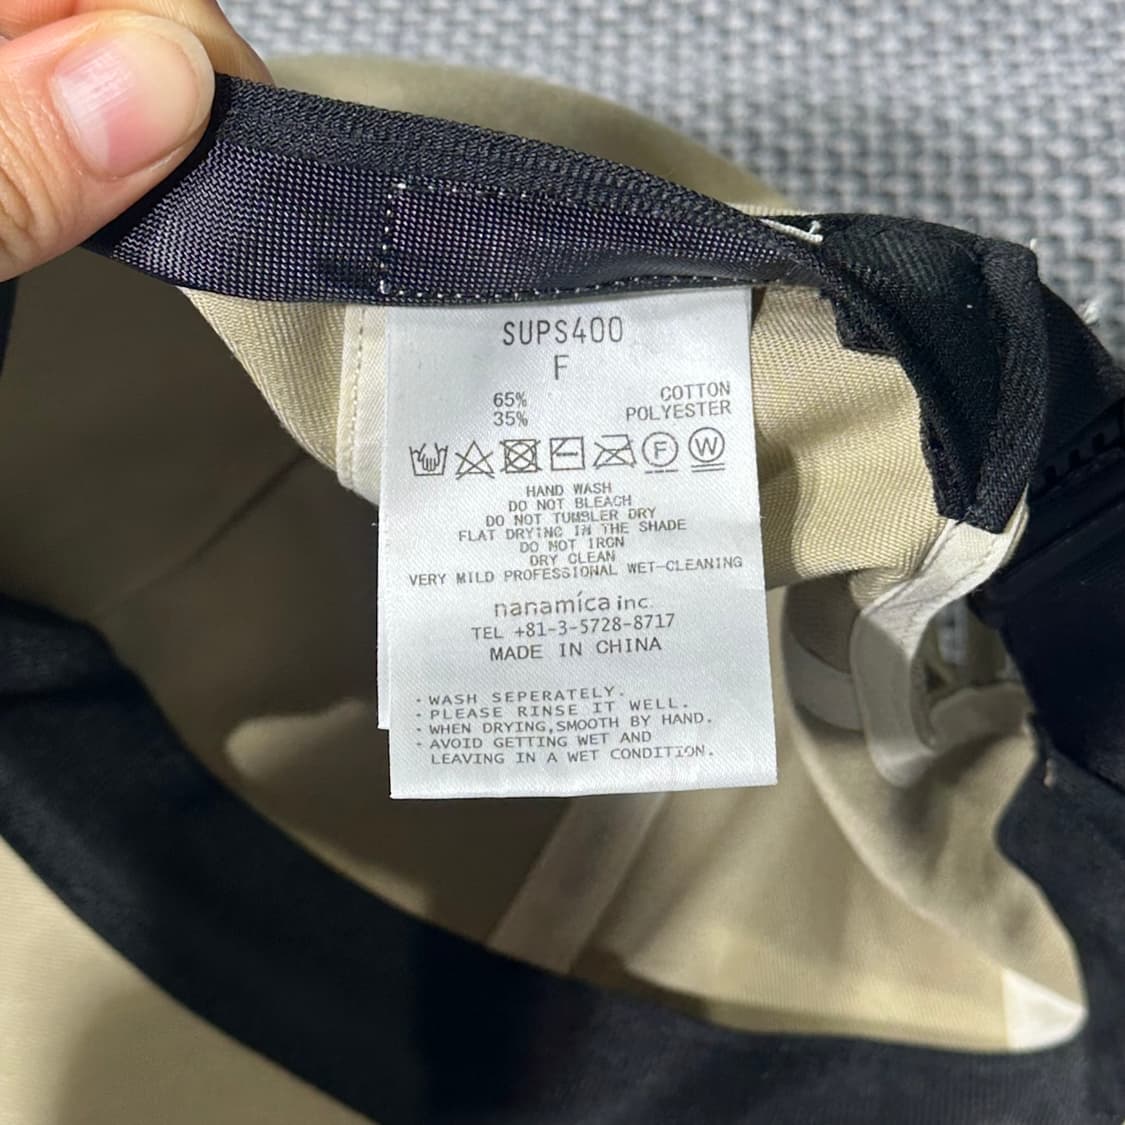 SUPS400
F
65% COTTON
35% POLYESTER
F W
HAND WASH
DO NOT BLEACH
DO NOT TUMBLER DRY
FLAT DRYING IN THE SHADE
DO NOT IRON
DRY CLEAN
VERY MILD PROFESSIONAL WET-CLEANING
nanamíca inc.
TEL +81-3-5728-8717
MADE IN CHINA
· WASH SEPERATELY.
· PLEASE RINSE IT WELL.
· WHEN DRYING,SMOOTH BY HAND.
· AVOID GETTING WET AND
LEAVING IN A WET CONDITION.